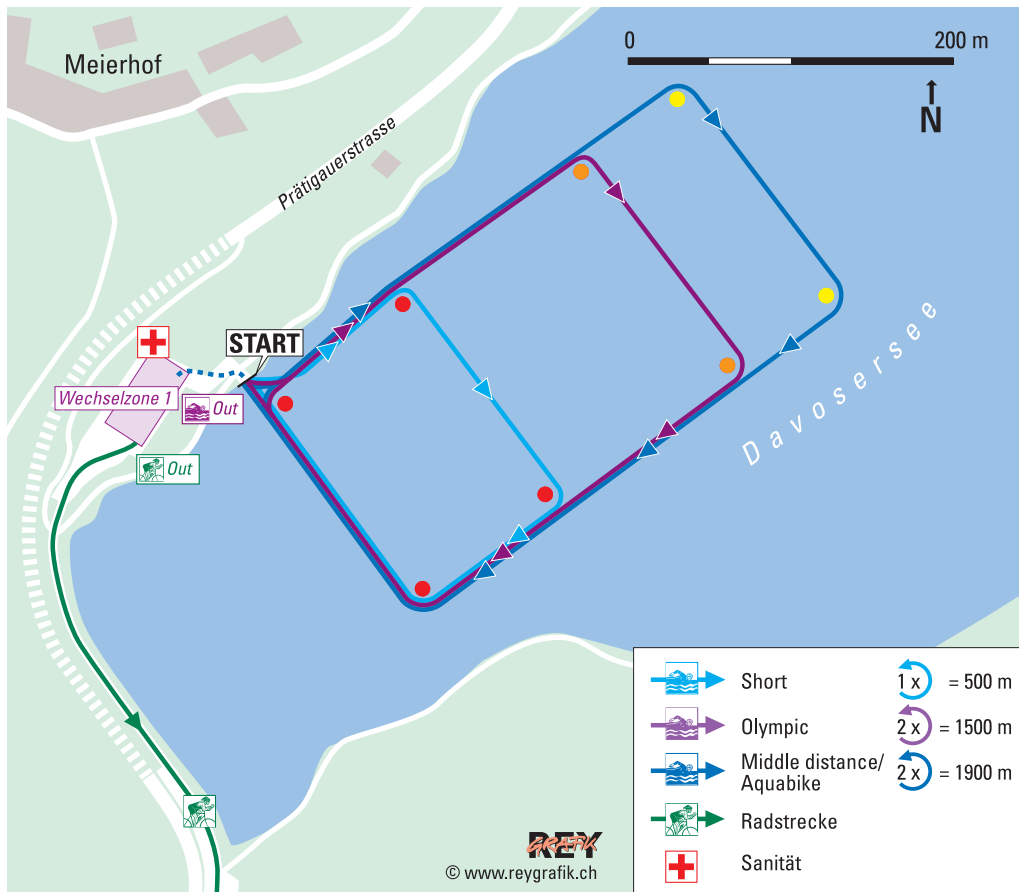 Meierhof
0
200 m
N
Prätigauerstrasse
START
Wechselzone 1
Out
Out
Davosersee
Short
1 x
= 500 m
Olympic
2 x
= 1500 m
Middle distance/
Aquabike
2 x
= 1900 m
Radstrecke
Sanität
REY
GRAFIK
© www.reygrafik.ch